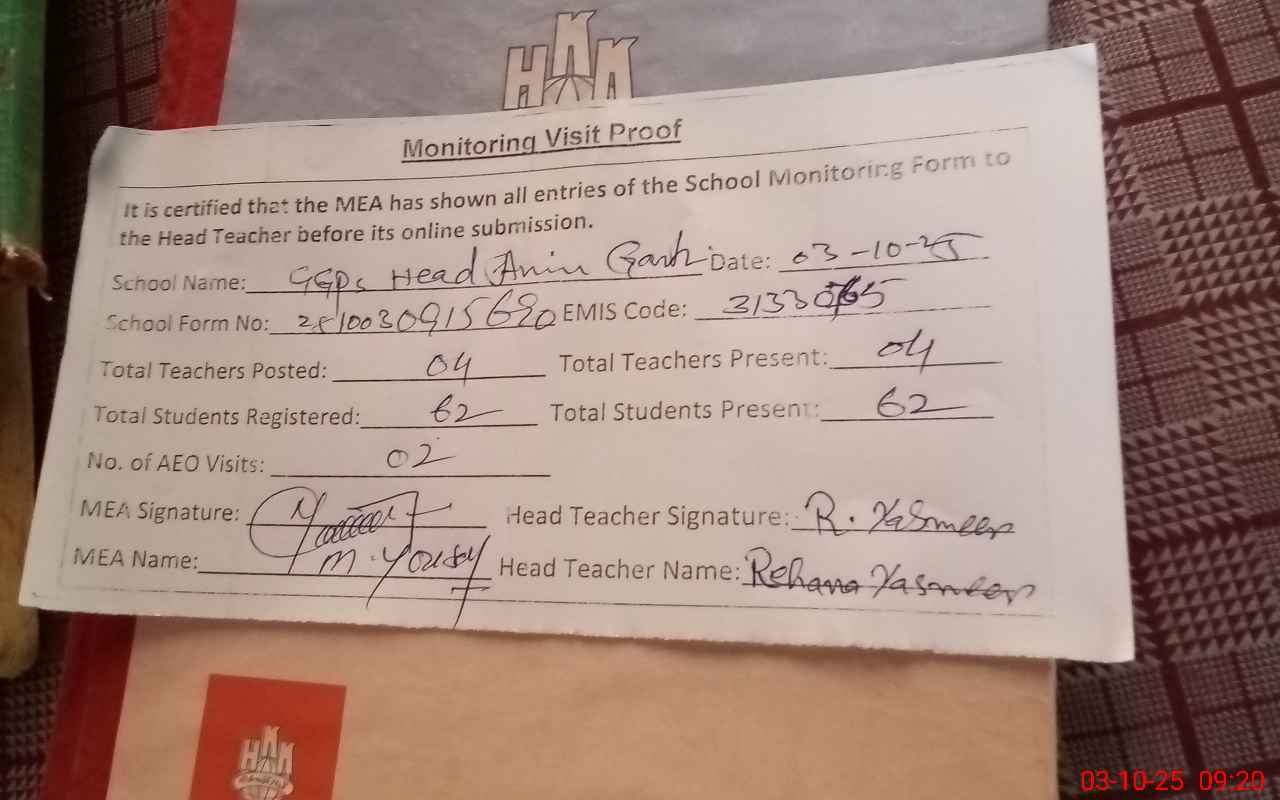 HKK
Monitoring Visit Proof
It is certified that the MEA has shown all entries of the School Monitoring Form to
the Head Teacher before its online submission.
School Name: GGPS Head Amin Garh Date: 03-10-25
School Form No: 2810030915620 EMIS Code:
Total Teachers Posted: 04 Total Teachers Present: 04
Total Students Registered: 62 Total Students Present: 62
No. of AEO Visits: 02
MEA Signature: Head Teacher Signature: R. Yasmeen
MEA Name: M. Yousaf Head Teacher Name: Rehana Yasmeen
HKK
03-10-25 09:20